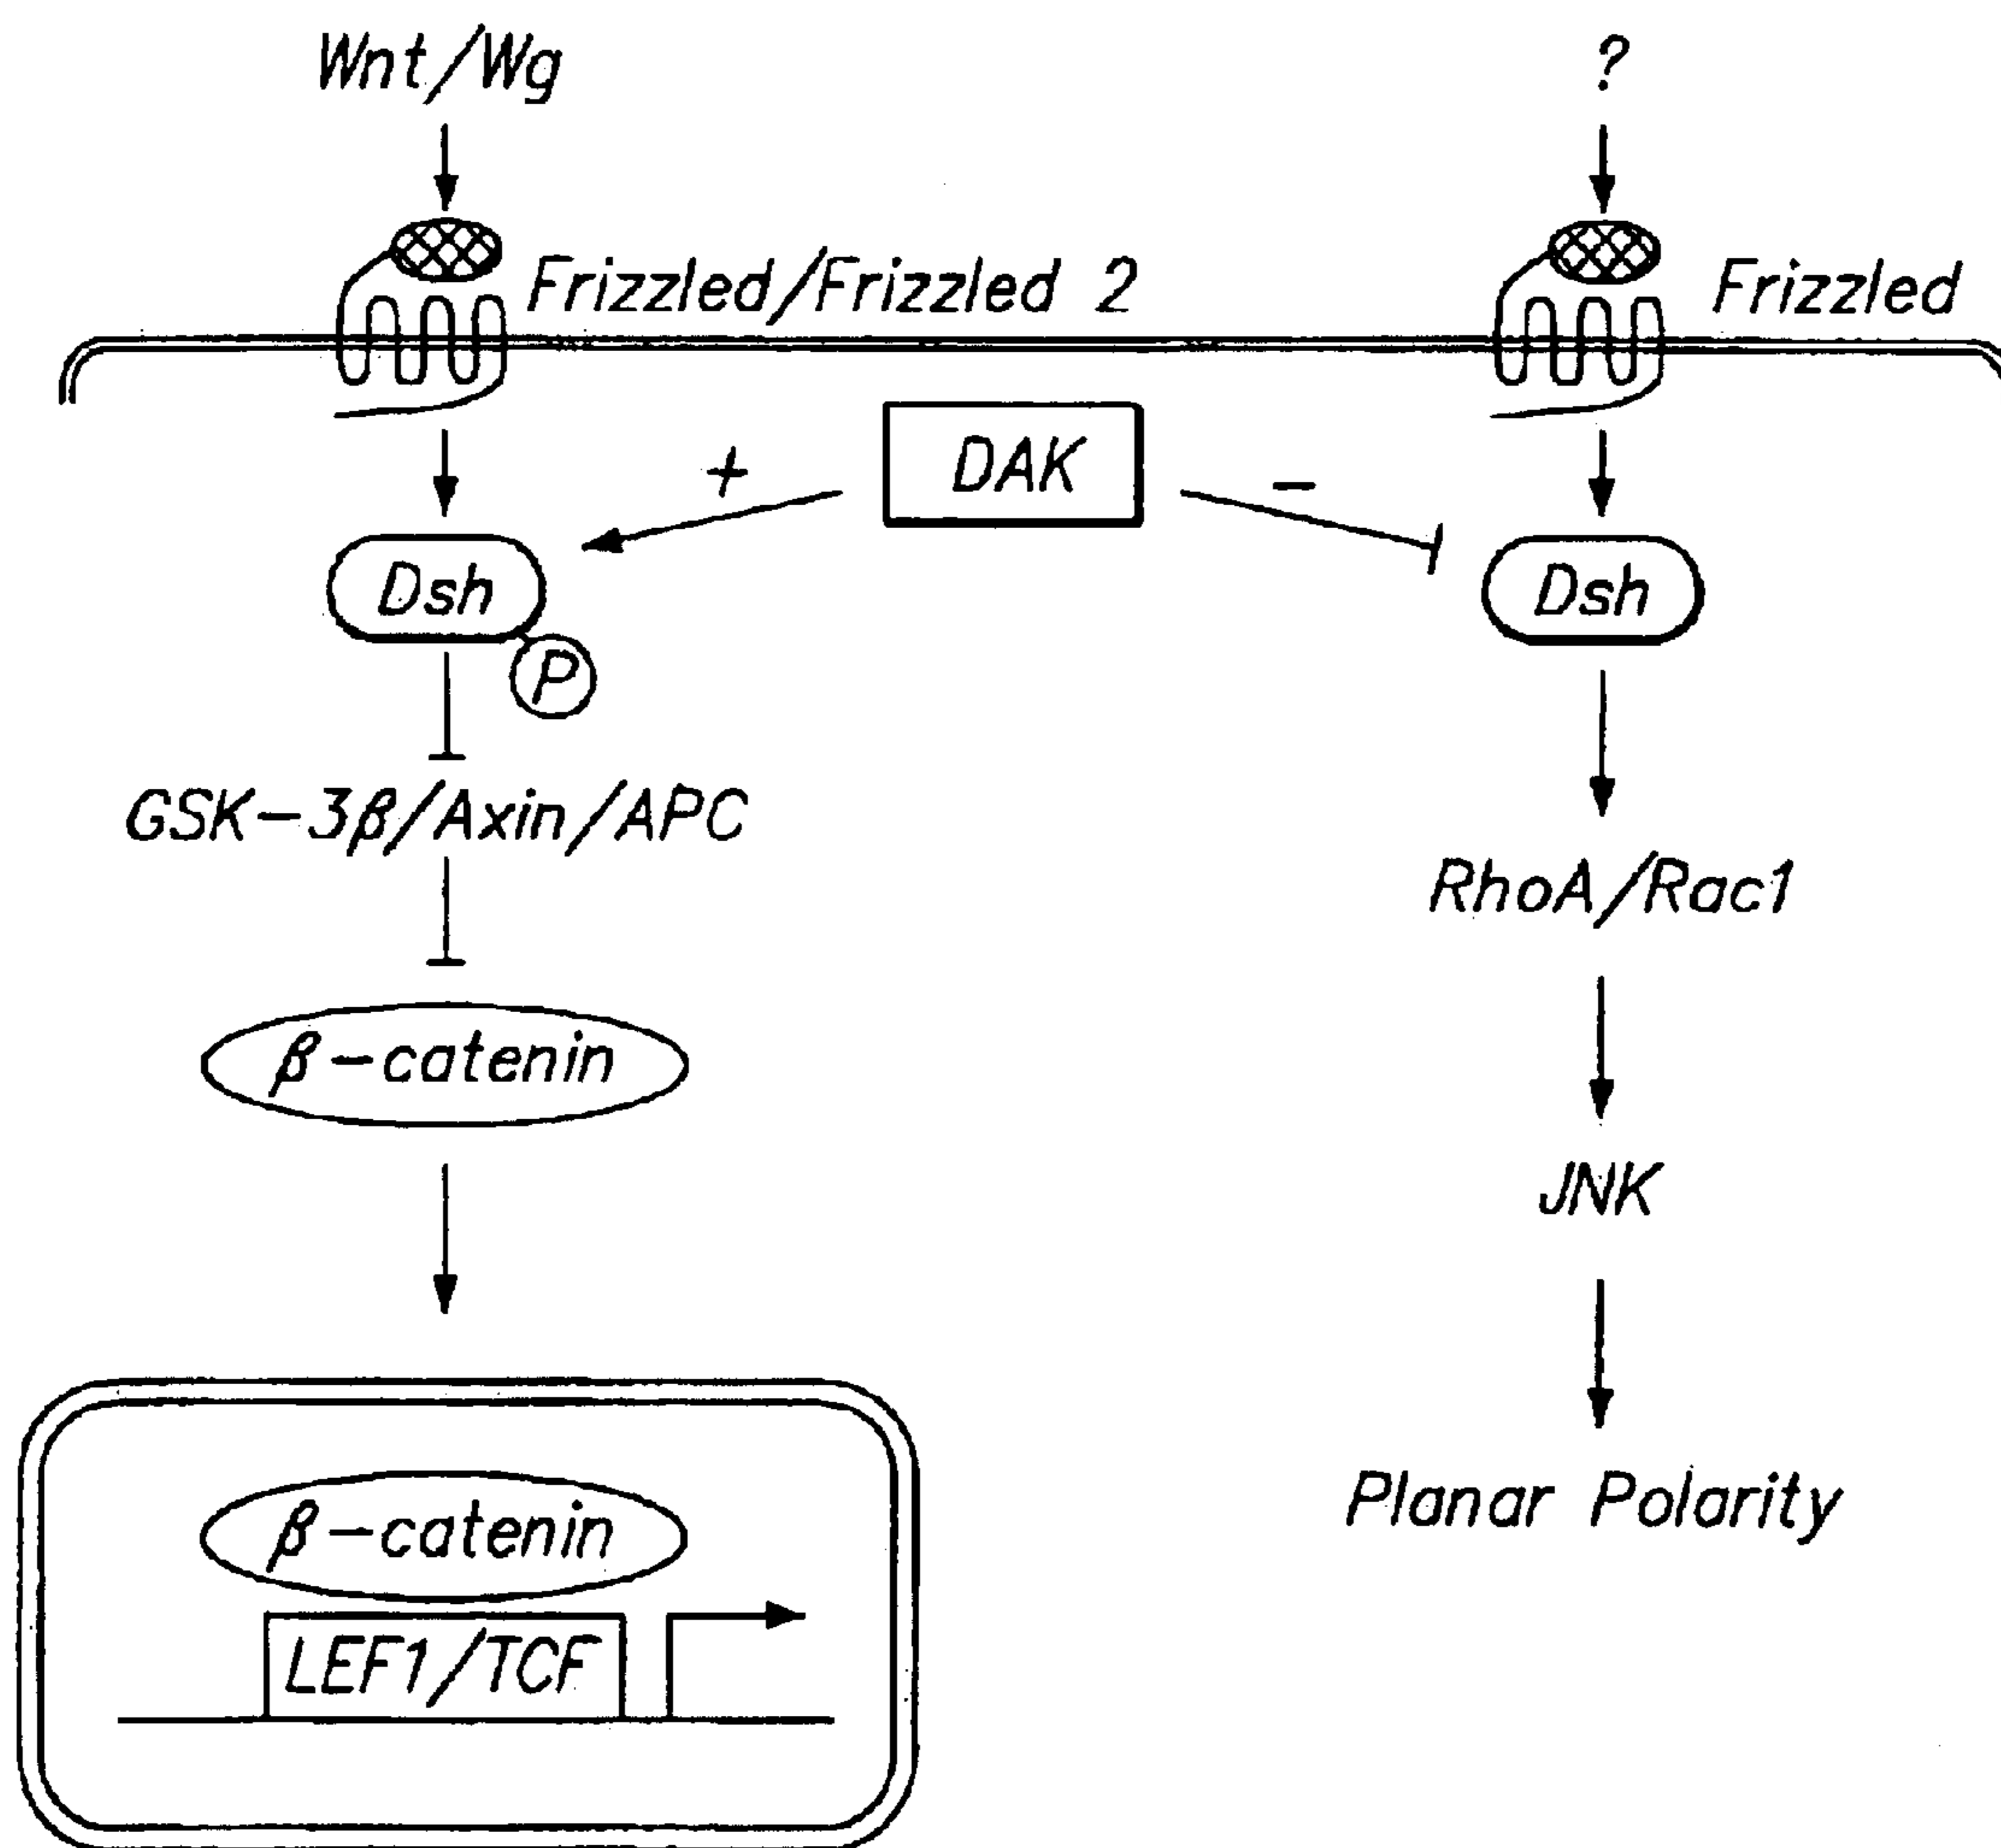 Wnt/Wg
?
Frizzled/Frizzled 2
Frizzled
DAK
+
−
Dsh
P
Dsh
GSK−3β/Axin/APC
RhoA/Rac1
β−catenin
JNK
Planar Polarity
β−catenin
LEF1/TCF